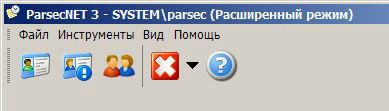 ParsecNET 3 - SYSTEM\parsec (Расширенный режим)
Файл Инструменты Вид Помощь